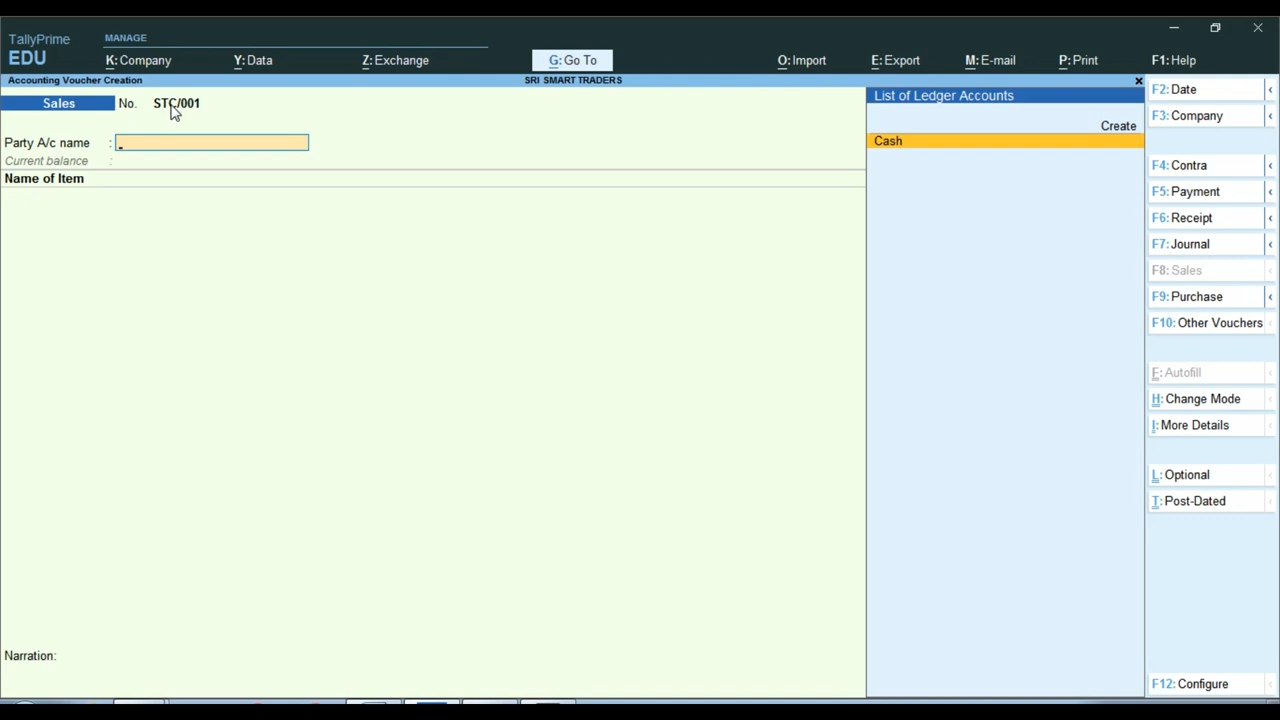 TallyPrime
EDU
MANAGE
K: Company
Y: Data
Z: Exchange
G: Go To
O: Import
E: Export
M: E-mail
P: Print
F1: Help
Accounting Voucher Creation
SRI SMART TRADERS
Sales
No.
STC/001
Party A/c name :
Current balance :
Name of Item
Narration:
List of Ledger Accounts
Create
Cash
F2: Date
F3: Company
F4: Contra
F5: Payment
F6: Receipt
F7: Journal
F8: Sales
F9: Purchase
F10: Other Vouchers
F: Autofill
H: Change Mode
I: More Details
L: Optional
T: Post-Dated
F12: Configure